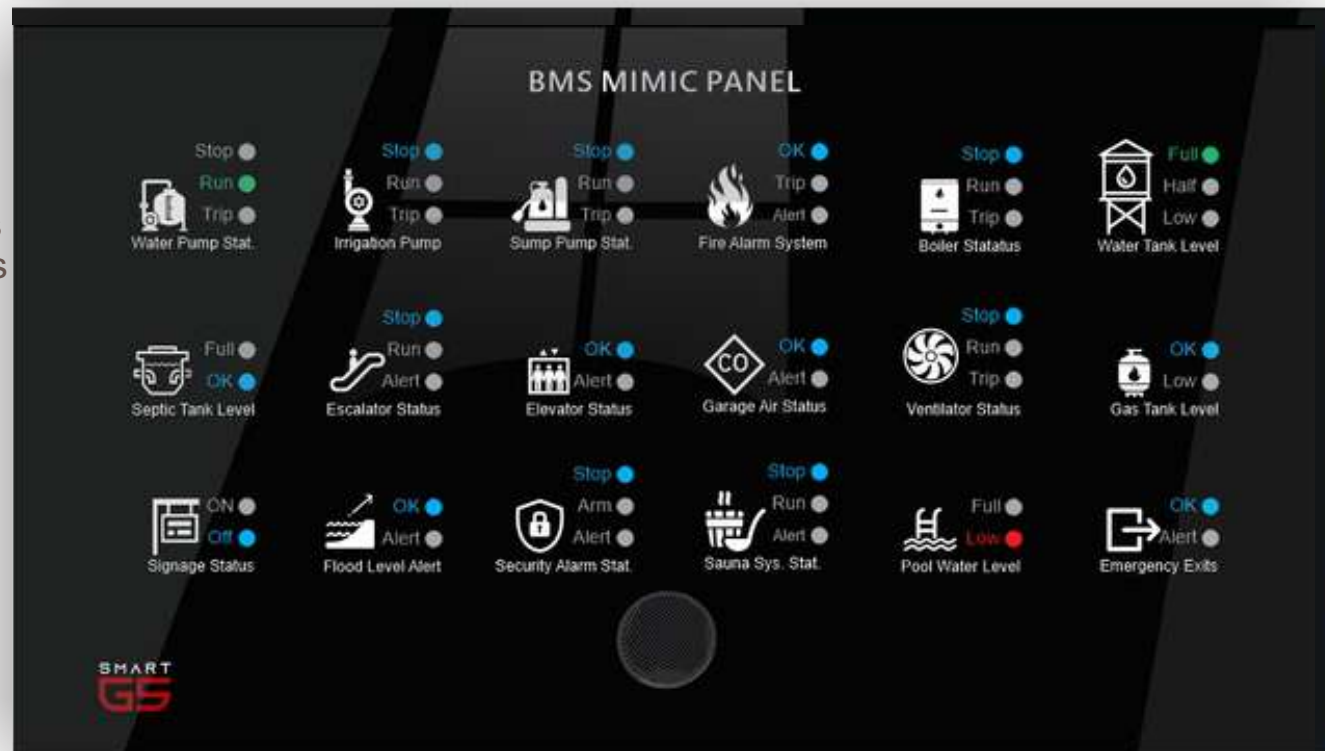 BMS MIMIC PANEL
Stop
Run
Trip
Water Pump Stat.
Stop
Run
Trip
Irrigation Pump
Stop
Run
Trip
Sump Pump Stat.
OK
Trip
Alert
Fire Alarm System
Stop
Run
Trip
Boiler Statatus
Full
Half
Low
Water Tank Level
Full
OK
Septic Tank Level
Stop
Run
Alert
Escalator Status
OK
Alert
Elevator Status
CO
OK
Alert
Garage Air Status
Stop
Run
Trip
Ventilator Status
OK
Low
Gas Tank Level
ON
Off
Signage Status
OK
Alert
Flood Level Alert
Stop
Arm
Alert
Security Alarm Stat.
Stop
Run
Alert
Sauna Sys. Stat.
Full
Low
Pool Water Level
OK
Alert
Emergency Exits
SMART
GS